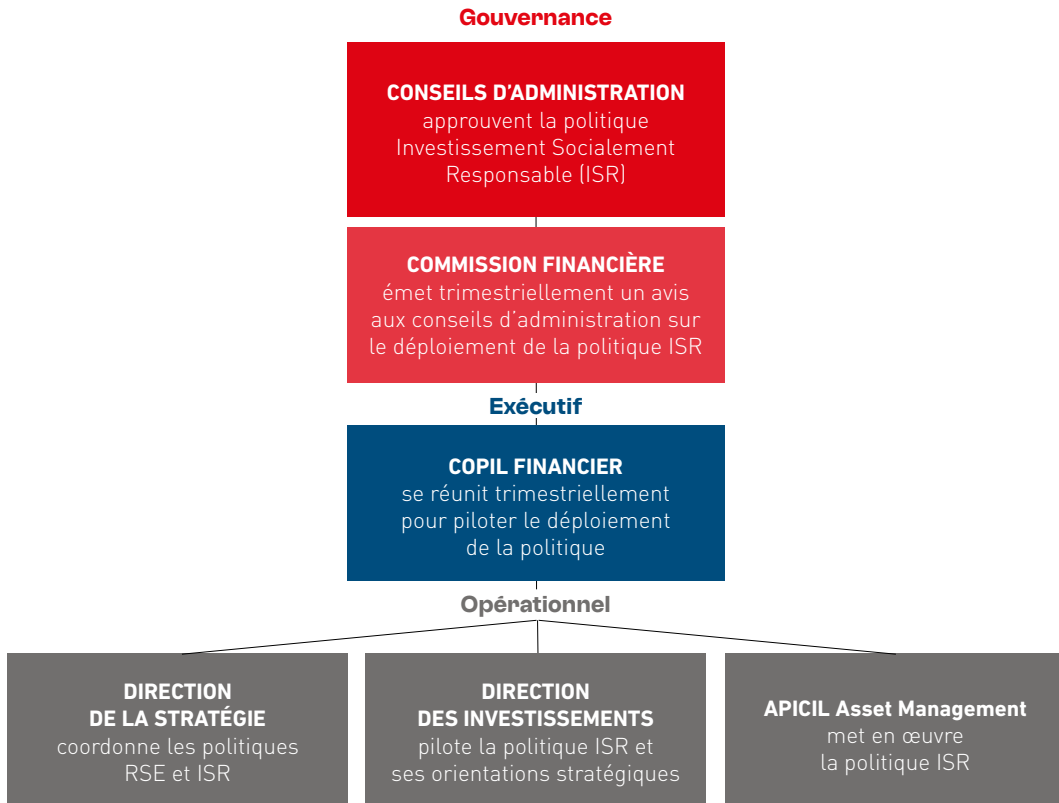 Gouvernance
CONSEILS D'ADMINISTRATION
approuvent la politique
Investissement Socialement
Responsable (ISR)
COMMISSION FINANCIÈRE
émet trimestriellement un avis
aux conseils d'administration sur
le déploiement de la politique ISR
Exécutif
COPIL FINANCIER
se réunit trimestriellement
pour piloter le déploiement
de la politique
Opérationnel
DIRECTION
DE LA STRATÉGIE
coordonne les politiques
RSE et ISR
DIRECTION
DES INVESTISSEMENTS
pilote la politique ISR et
ses orientations stratégiques
APICIL Asset Management
met en œuvre
la politique ISR